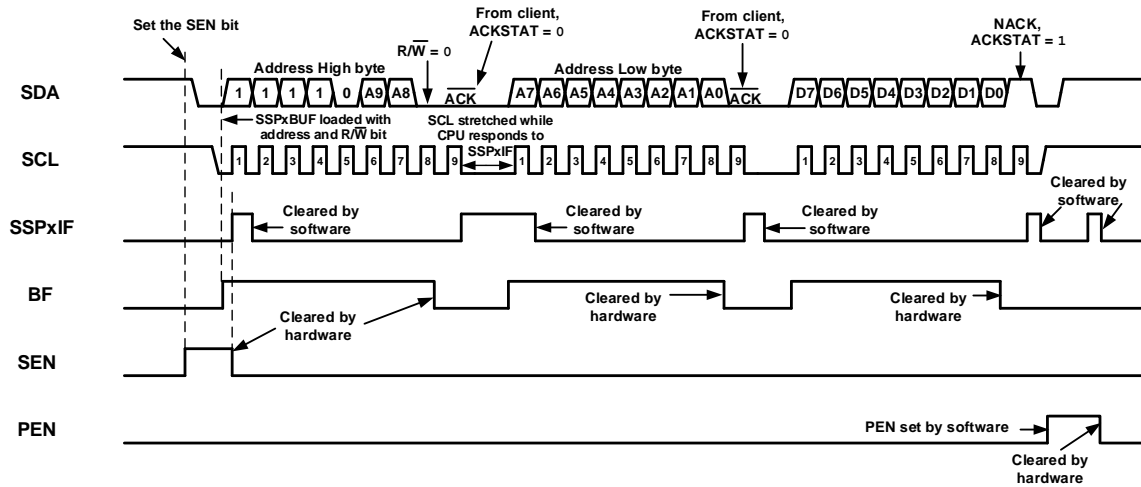 Set the SEN bit
From client,
ACKSTAT = 0
R/W = 0
From client,
ACKSTAT = 0
NACK,
ACKSTAT = 1
Address High byte
Address Low byte
SDA
1 1 1 1 0 A9 A8 ACK A7 A6 A5 A4 A3 A2 A1 A0 ACK D7 D6 D5 D4 D3 D2 D1 D0
SSPxBUF loaded with
address and R/W bit
SCL stretched while
CPU responds to
SSPxIF
SCL
1 2 3 4 5 6 7 8 9 1 2 3 4 5 6 7 8 9 1 2 3 4 5 6 7 8 9
SSPxIF
Cleared by
software
Cleared by
software
Cleared by
software
Cleared by
software
BF
Cleared by
hardware
Cleared by
hardware
Cleared by
hardware
SEN
PEN
PEN set by software
Cleared by
hardware